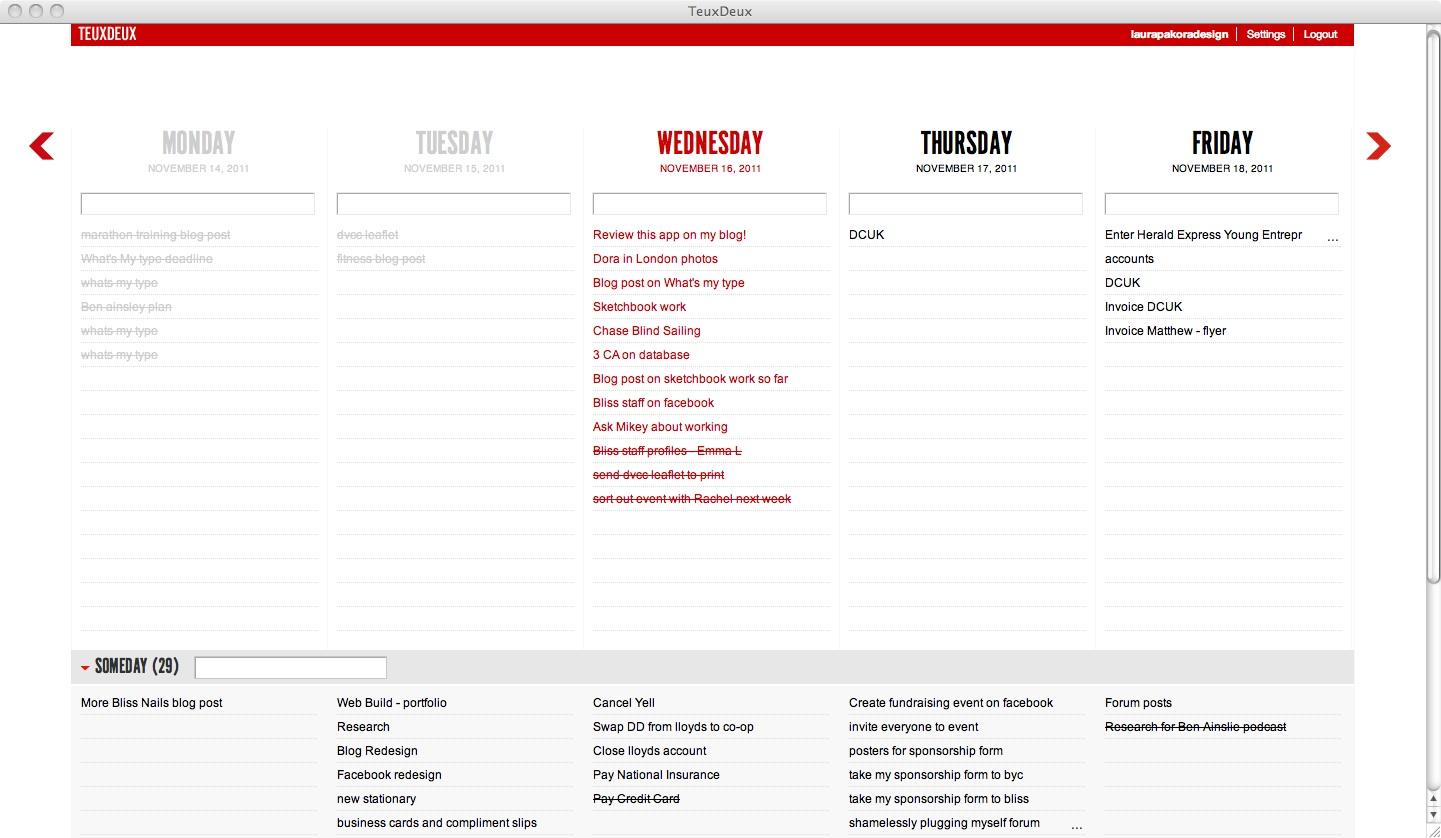 TeuxDeux
TEUXDEUX
laurapakoradesign Settings Logout
MONDAY
NOVEMBER 14, 2011
marathon training blog post
What's My type deadline
whats my type
Ben ainsley plan
whats my type
whats my type
TUESDAY
NOVEMBER 15, 2011
dvcc leaflet
fitness blog post
WEDNESDAY
NOVEMBER 16, 2011
Review this app on my blog!
Dora in London photos
Blog post on What's my type
Sketchbook work
Chase Blind Sailing
3 CA on database
Blog post on sketchbook work so far
Bliss staff on facebook
Ask Mikey about working
Bliss staff profiles - Emma L
send dvcc leaflet to print
sort out event with Rachel next week
THURSDAY
NOVEMBER 17, 2011
DCUK
FRIDAY
NOVEMBER 18, 2011
Enter Herald Express Young Entrepr ...
accounts
DCUK
Invoice DCUK
Invoice Matthew - flyer
SOMEDAY (29)
More Bliss Nails blog post
Web Build - portfolio
Research
Blog Redesign
Facebook redesign
new stationary
business cards and compliment slips
Cancel Yell
Swap DD from lloyds to co-op
Close lloyds account
Pay National Insurance
Pay Credit Card
Create fundraising event on facebook
invite everyone to event
posters for sponsorship form
take my sponsorship form to byc
take my sponsorship form to bliss
shamelessly plugging myself forum ...
Forum posts
Research for Ben Ainslie podcast